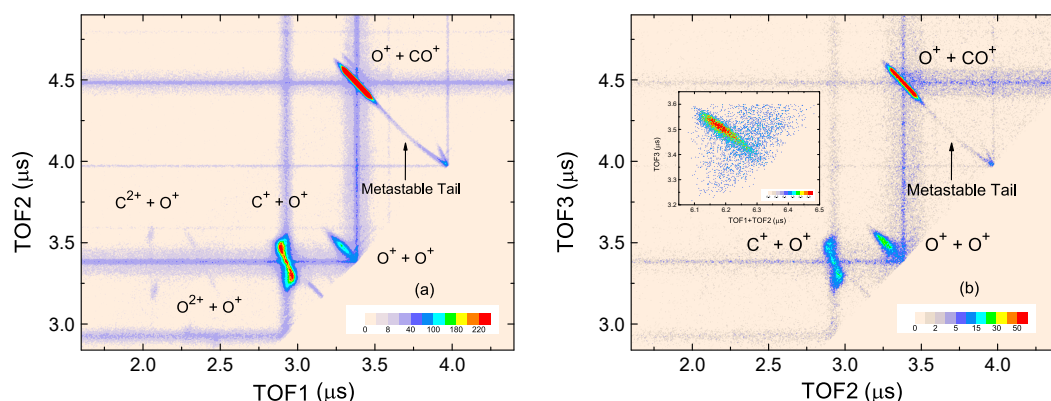 O⁺ + CO⁺
4.5
TOF2 (μs)
4.0
Metastable Tail
C²⁺ + O⁺
C⁺ + O⁺
3.5
O⁺ + O⁺
O²⁺ + O⁺
(a)
3.0
0 8 40 100 180 220
2.0 2.5 3.0 3.5 4.0
TOF1 (μs)
O⁺ + CO⁺
4.5
3.6
3.5
3.4
3.3
3.2
TOF3 (μs)
6.1 6.2 6.3 6.4 6.5
TOF1+TOF2 (μs)
TOF3 (μs)
4.0
Metastable Tail
C⁺ + O⁺
O⁺ + O⁺
3.5
(b)
3.0
0 2 5 15 30 50
2.0 2.5 3.0 3.5 4.0
TOF2 (μs)